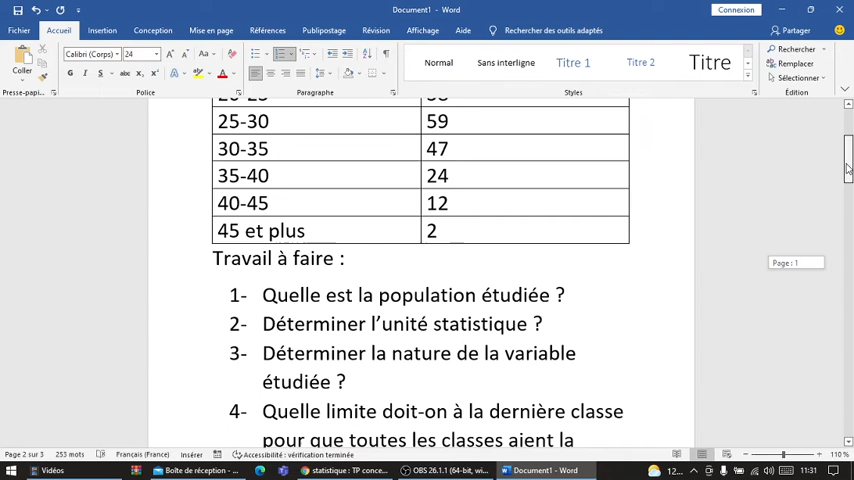 Document1 - Word
Connexion
Fichier Accueil Insertion Conception Mise en page Références Publipostage Révision Affichage Aide Rechercher des outils adaptés Partager
Coller
Calibri (Corps) 24
Normal Sans interligne Titre 1 Titre 2 Titre
Rechercher
Remplacer
Sélectionner
Presse-papi... Police Paragraphe Styles Édition
25-30 59
30-35 47
35-40 24
40-45 12
45 et plus 2
Travail à faire :
1- Quelle est la population étudiée ?
2- Déterminer l'unité statistique ?
3- Déterminer la nature de la variable
étudiée ?
4- Quelle limite doit-on à la dernière classe
pour que toutes les classes aient la
Page : 1
Page 2 sur 3 253 mots Français (France) Insérer Accessibilité : vérification terminée 110 %
Vidéos Boîte de réception - ... statistique : TP conce... OBS 26.1.1 (64-bit, wi... Document1 - Word 12... 11:31